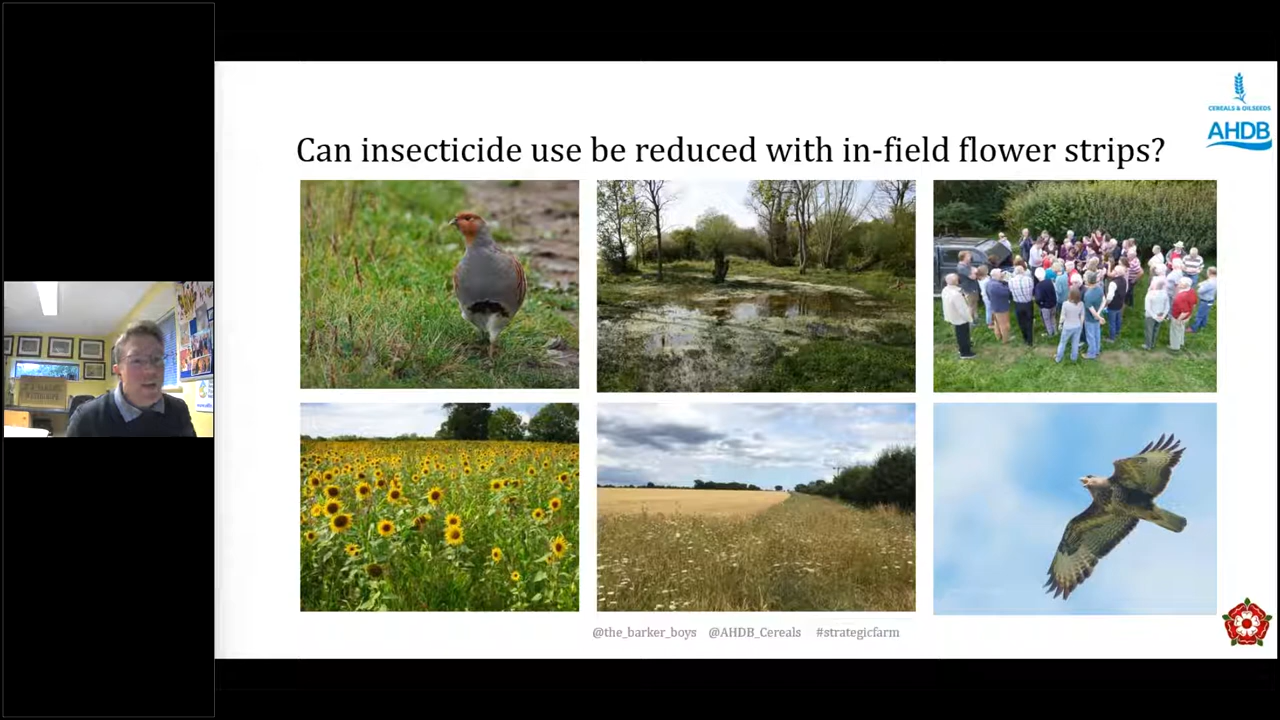 CEREALS & OILSEEDS
AHDB
Can insecticide use be reduced with in-field flower strips?
@the_barker_boys @AHDB_Cereals #strategicfarm